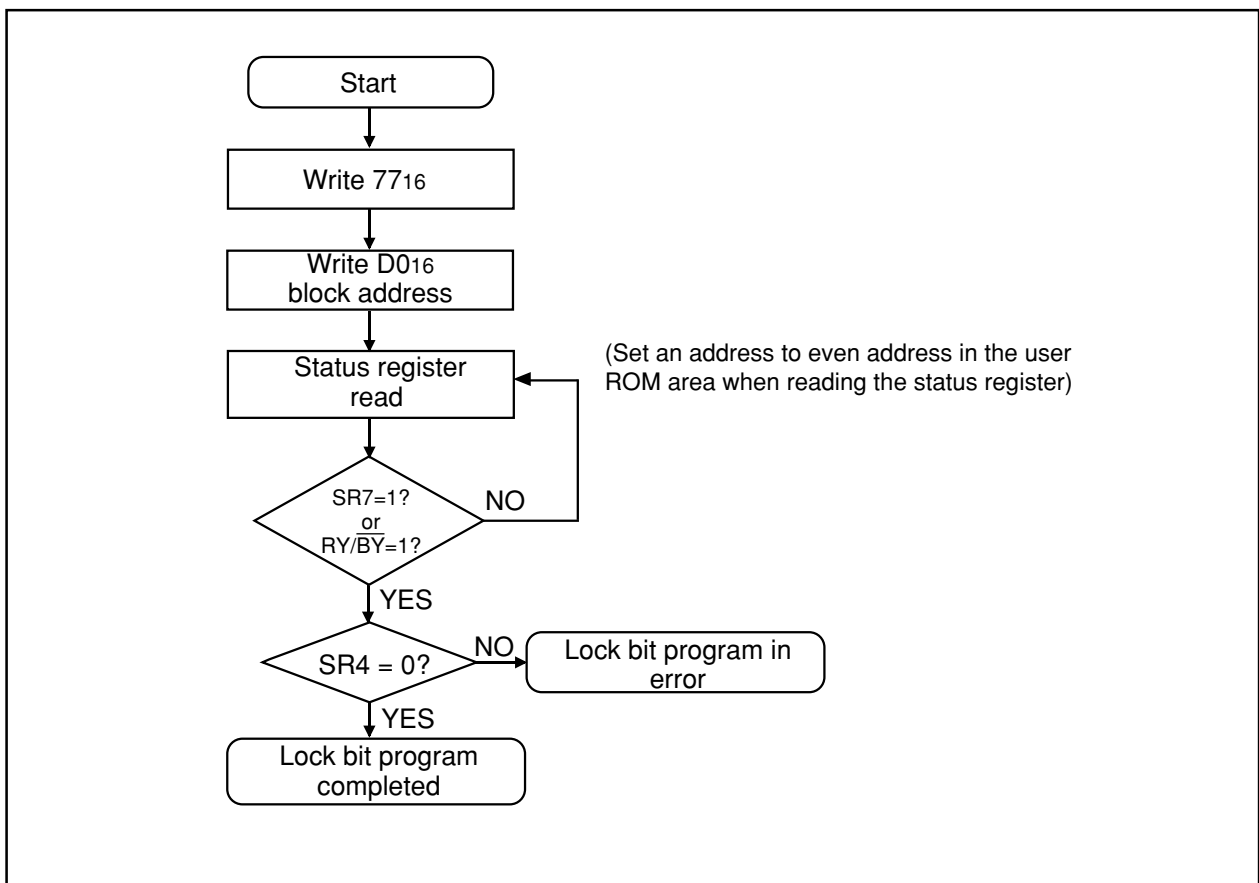 Start
Write 7716
Write D016
block address
Status register
read
(Set an address to even address in the user
ROM area when reading the status register)
SR7=1?
or
RY/BY=1?
NO
YES
SR4 = 0?
NO
Lock bit program in
error
YES
Lock bit program
completed